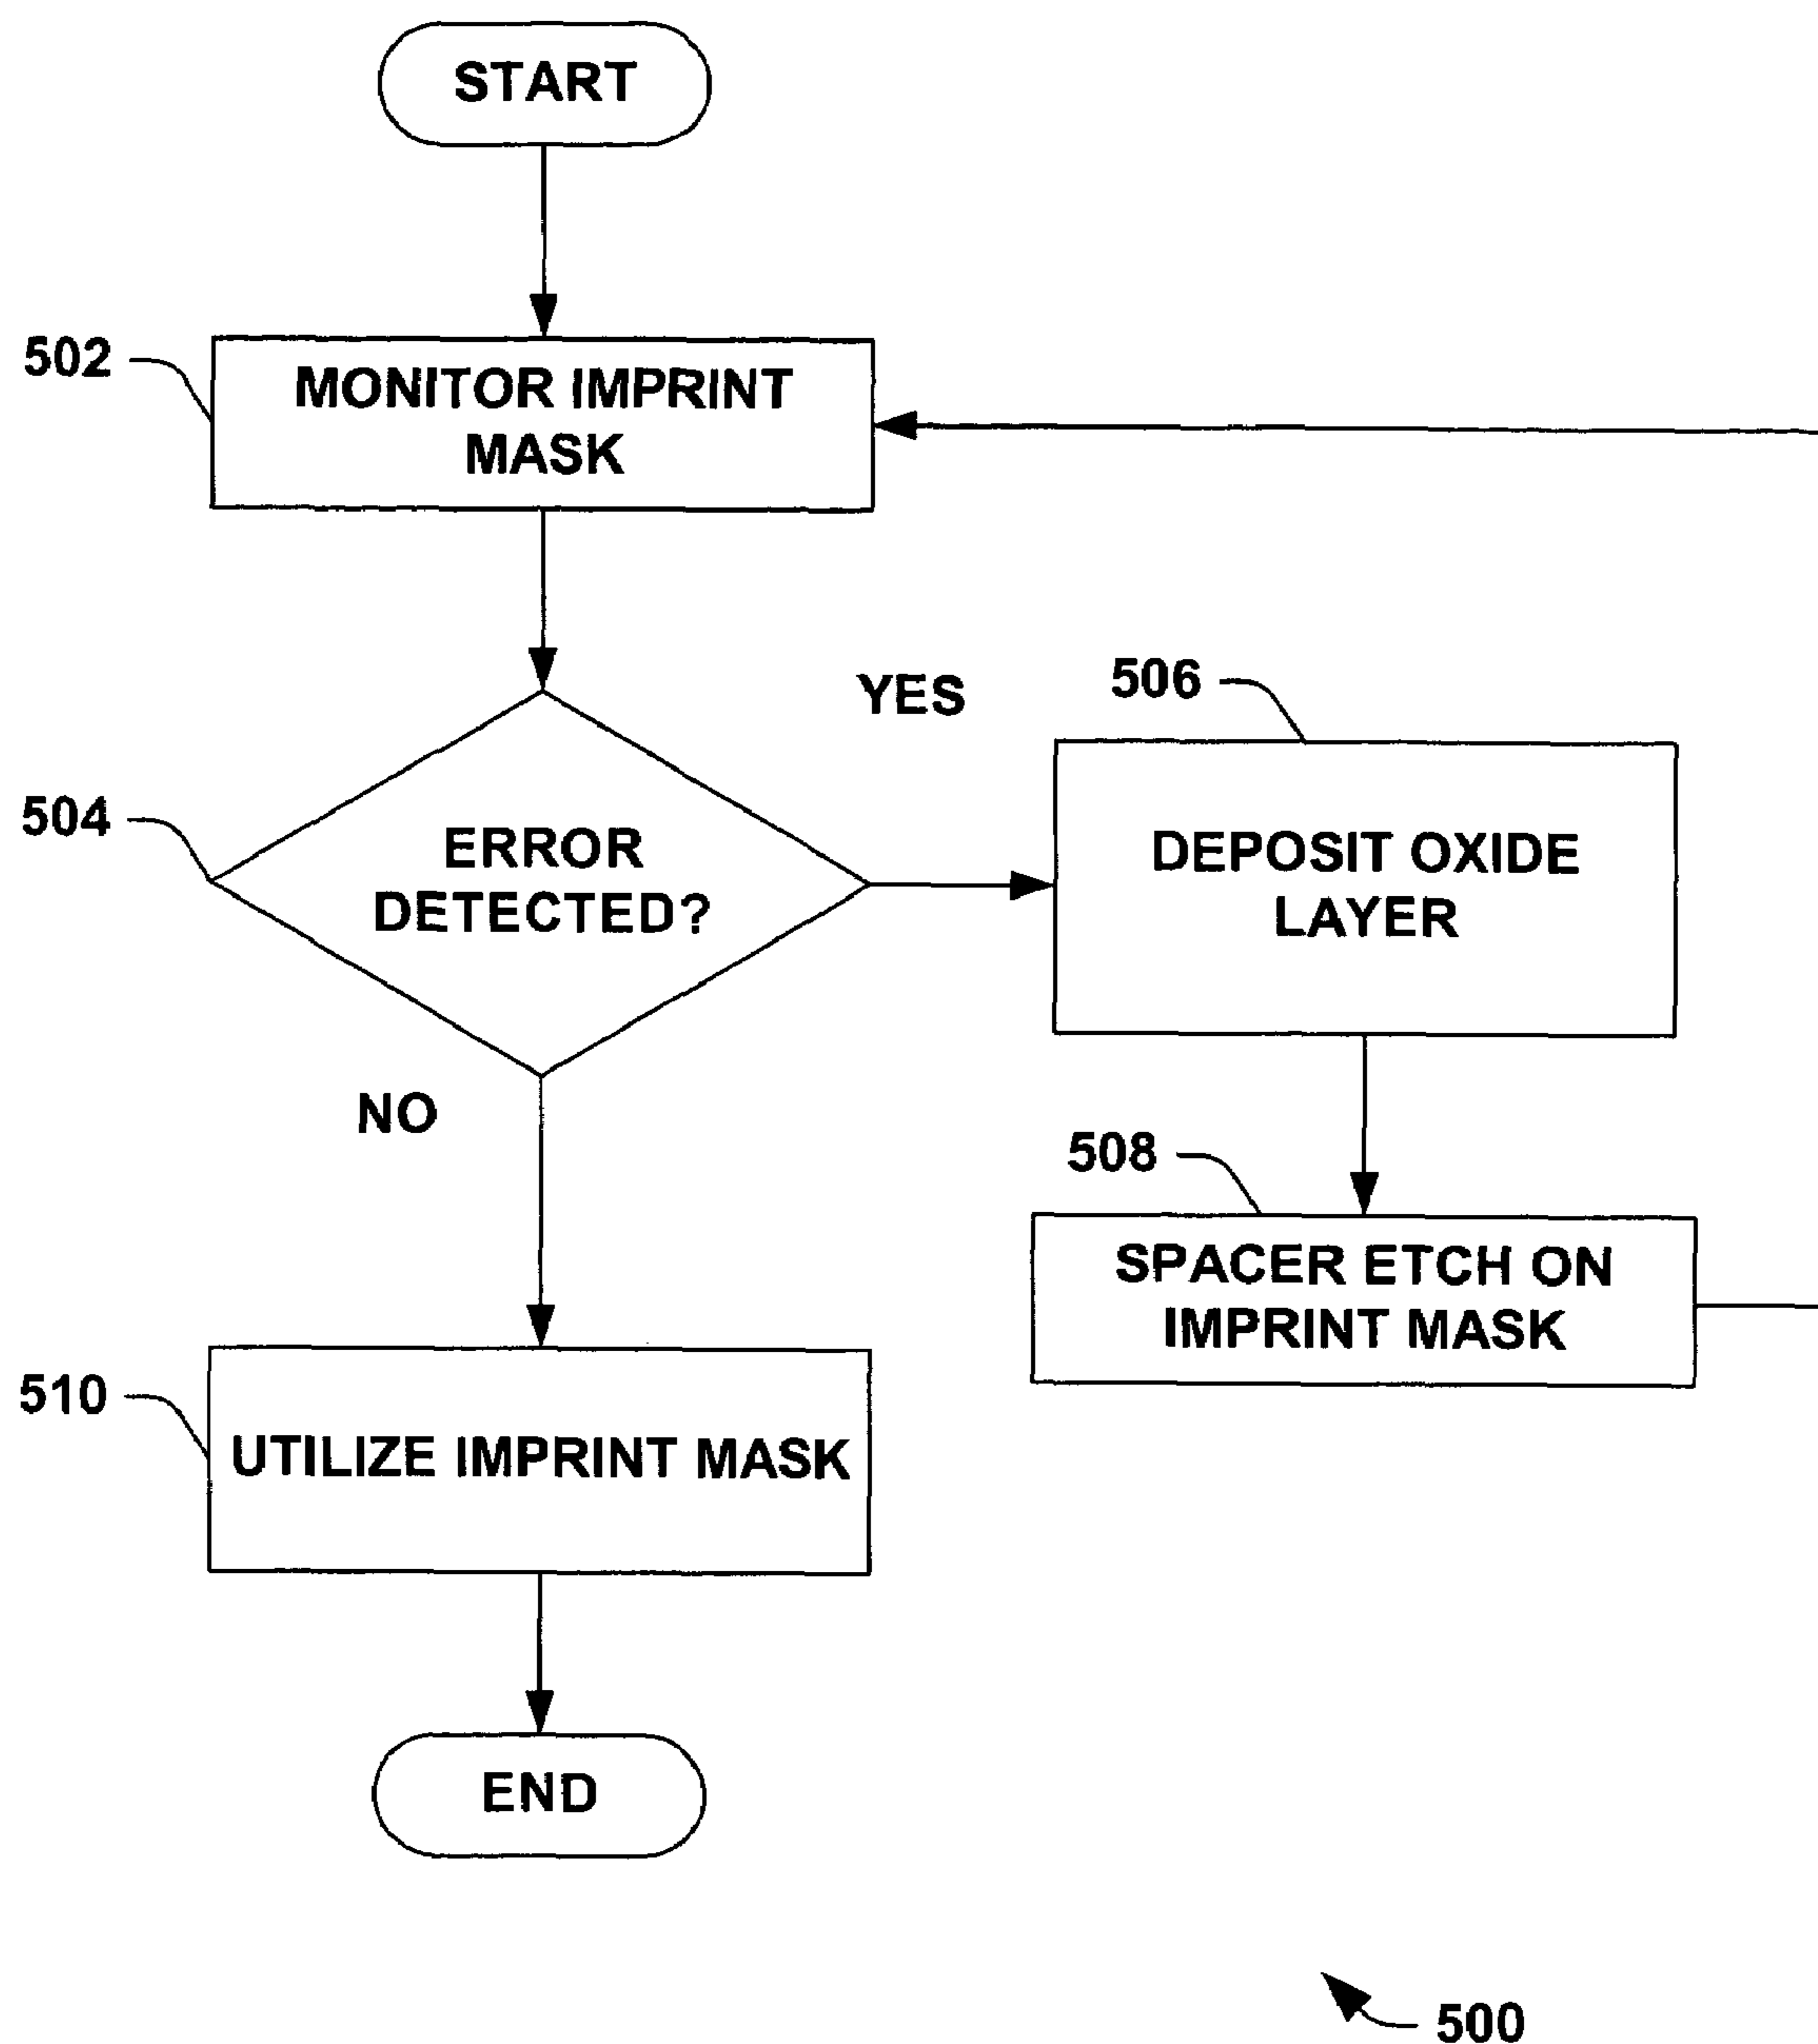 START
502
MONITOR IMPRINT
MASK
504
ERROR
DETECTED?
YES
506
DEPOSIT OXIDE
LAYER
NO
508
SPACER ETCH ON
IMPRINT MASK
510
UTILIZE IMPRINT MASK
END
500